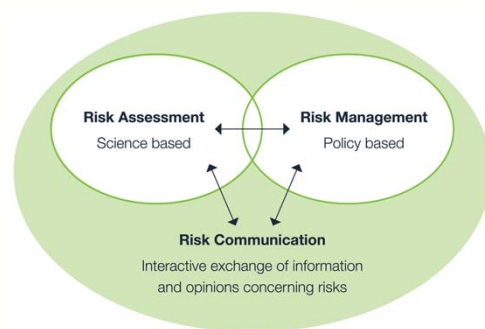 Risk Assessment
Science based
Risk Management
Policy based
Risk Communication
Interactive exchange of information
and opinions concerning risks